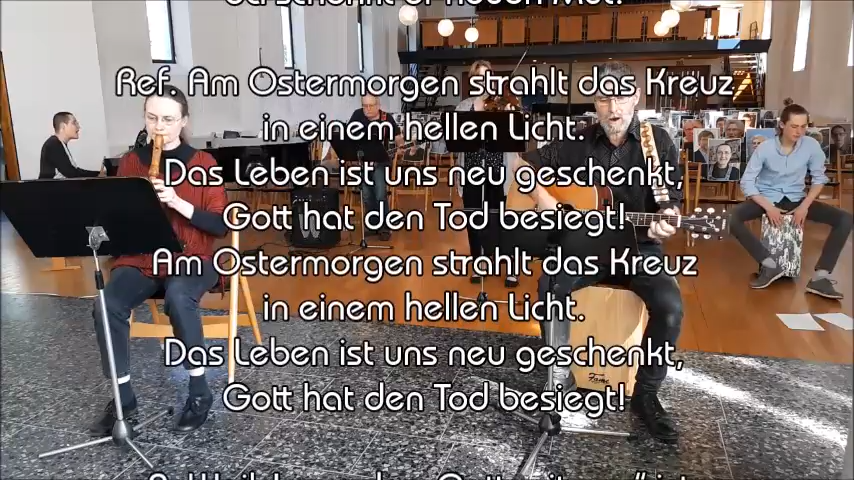 Ref. Am Ostermorgen strahlt das Kreuz
in einem hellen Licht.
Das Leben ist uns neu geschenkt,
Gott hat den Tod besiegt!
Am Ostermorgen strahlt das Kreuz
in einem hellen Licht.
Das Leben ist uns neu geschenkt,
Gott hat den Tod besiegt!